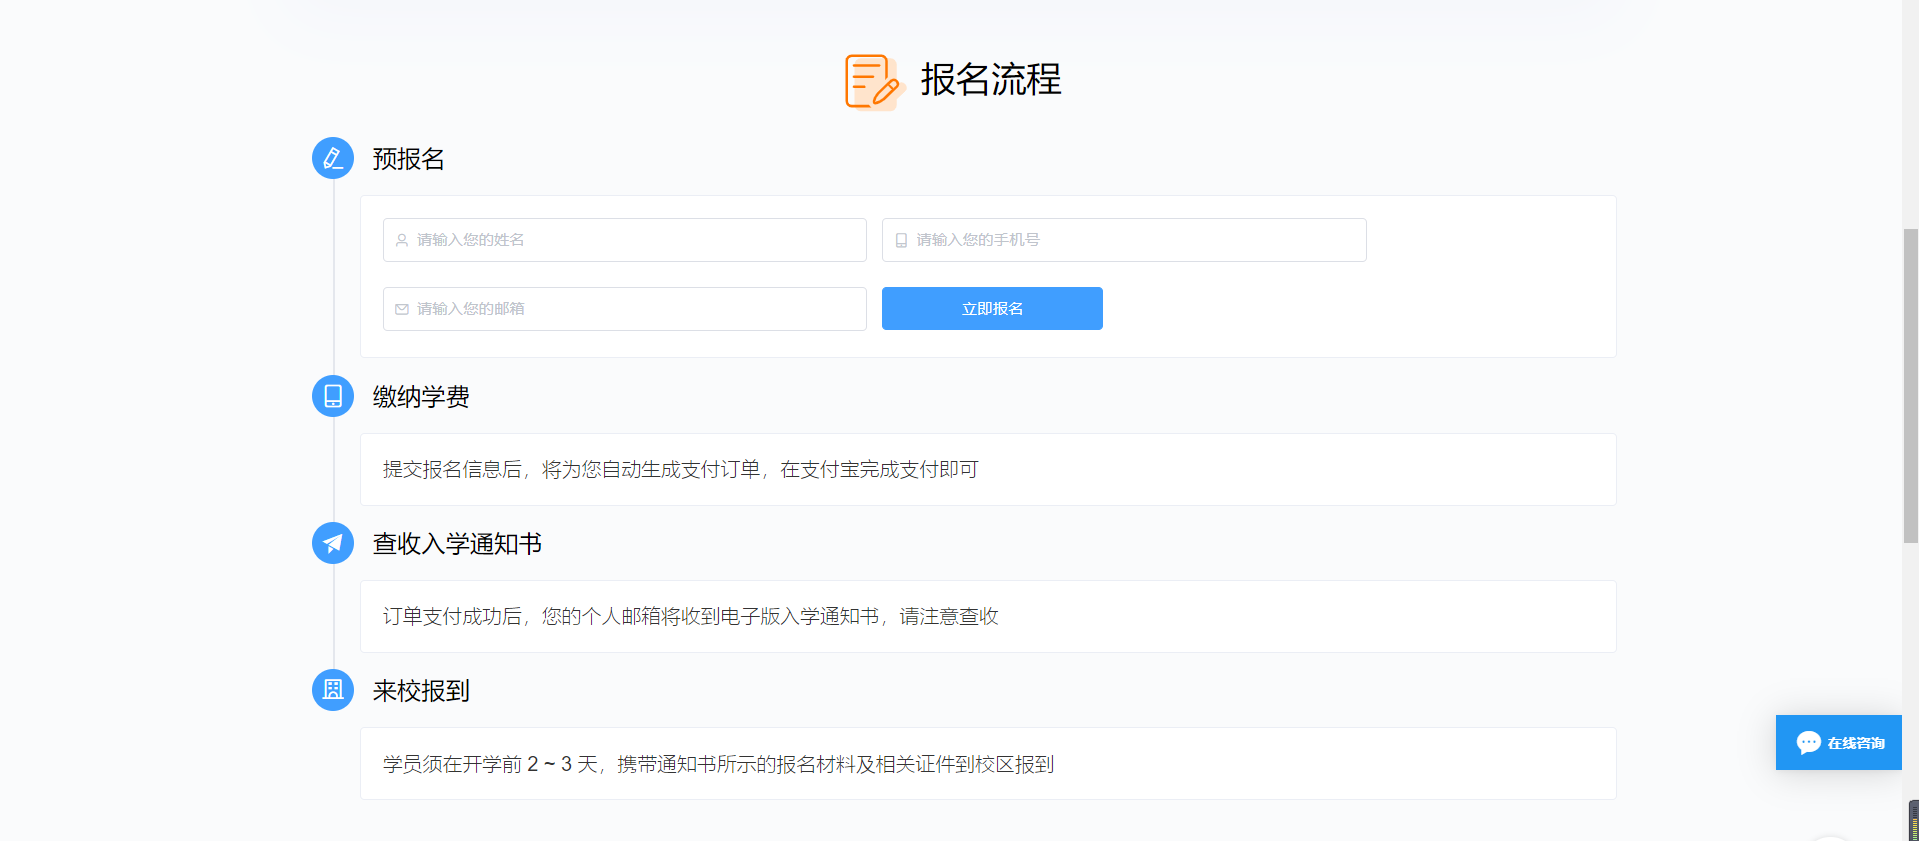 报名流程
预报名
请输入您的姓名
请输入您的手机号
请输入您的邮箱
立即报名
缴纳学费
提交报名信息后，将为您自动生成支付订单，在支付宝完成支付即可
查收入学通知书
订单支付成功后，您的个人邮箱将收到电子版入学通知书，请注意查收
来校报到
学员须在开学前 2 ~ 3 天，携带通知书所示的报名材料及相关证件到校区报到
在线咨询